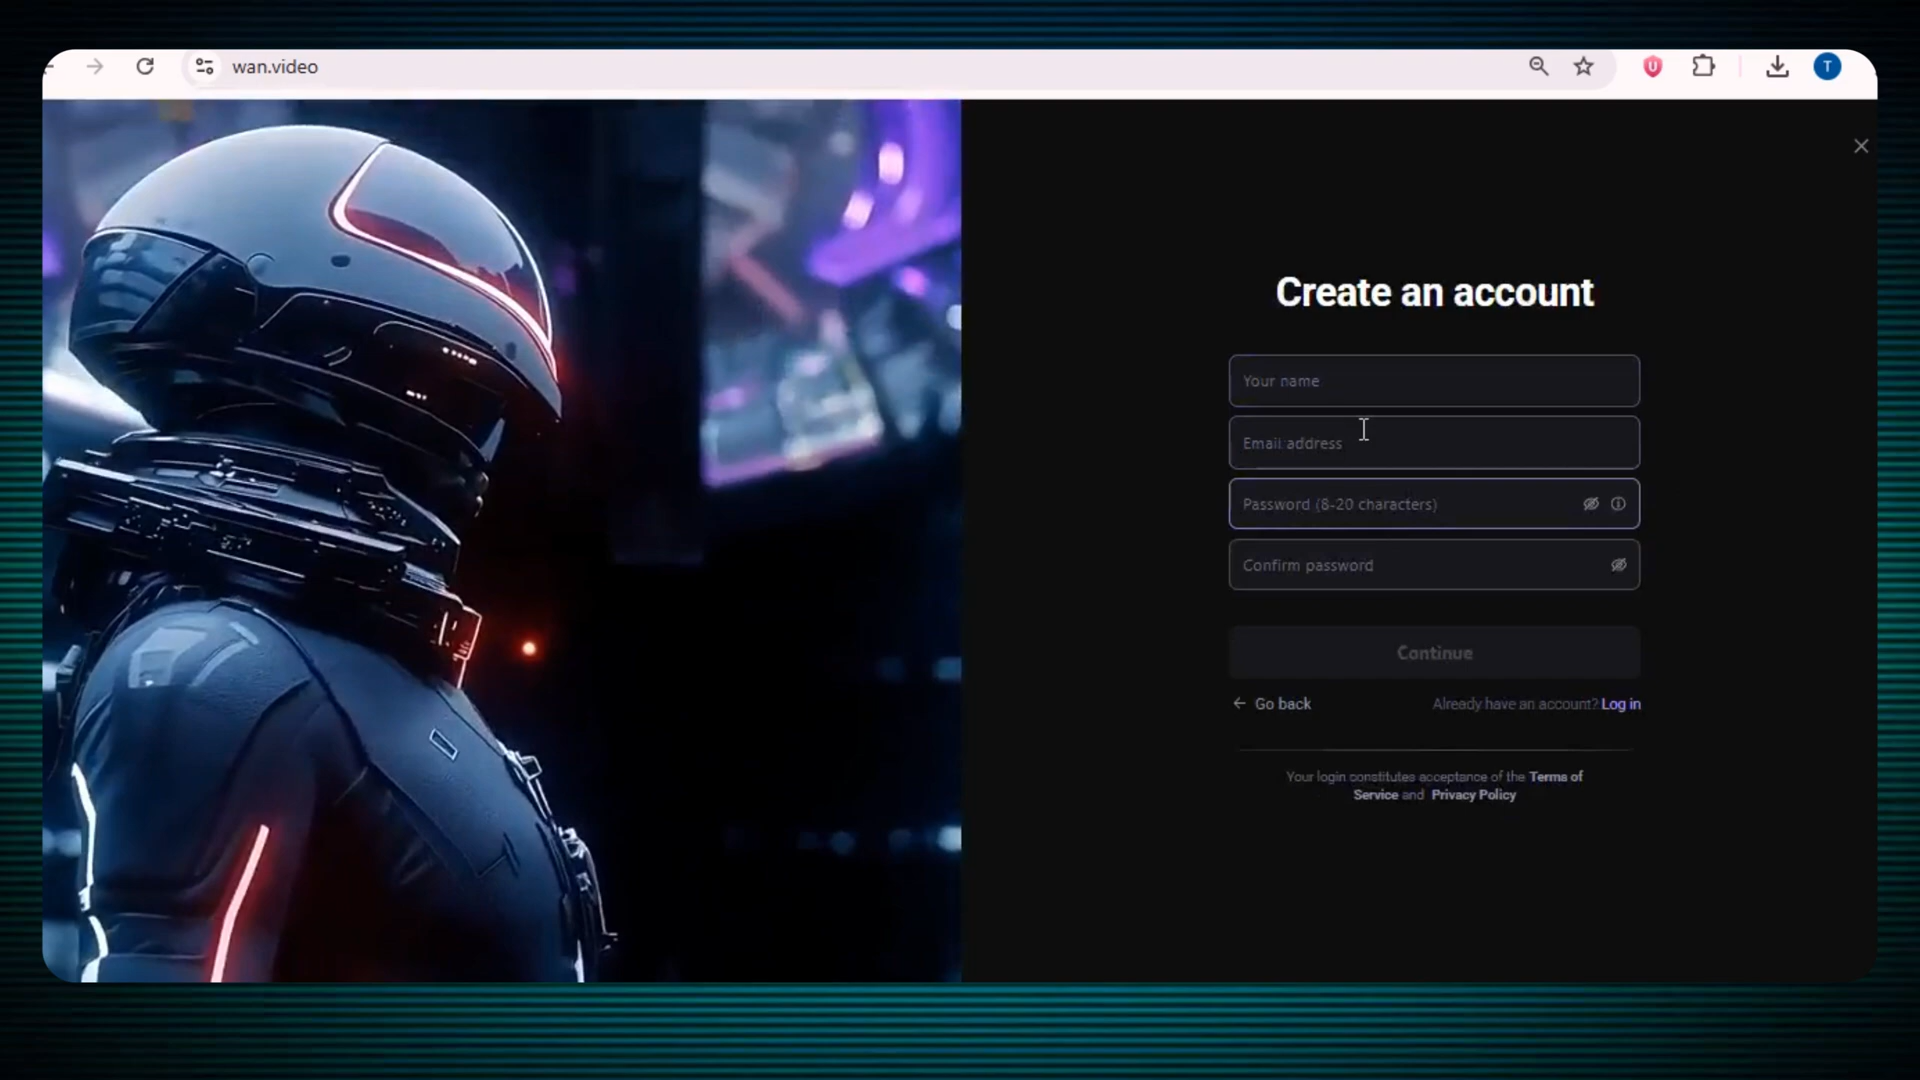 wan.video
T
Create an account
Your name
Email address
Password (8-20 characters)
Confirm password
Continue
← Go back
Already have an account? Log in
Your login constitutes acceptance of the Terms of
Service and Privacy Policy